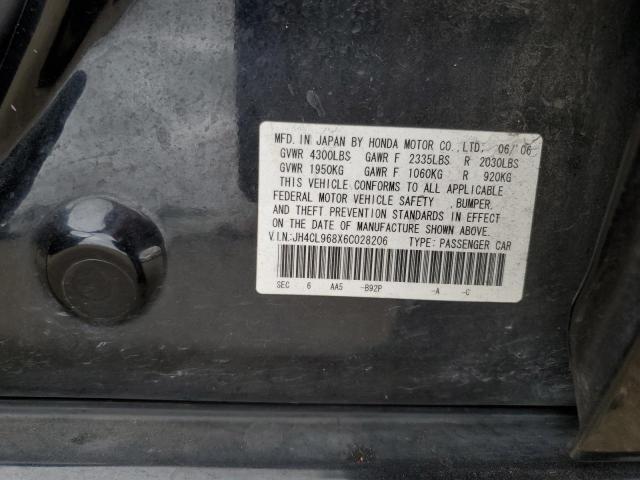 MFD. IN JAPAN BY HONDA MOTOR CO.,LTD. 06/06
GVWR 4300LBS GAWR F 2335LBS R 2030LBS
GVWR 1950KG GAWR F 1060KG R 920KG
THIS VEHICLE CONFORMS TO ALL APPLICABLE
FEDERAL MOTOR VEHICLE SAFETY ,BUMPER,
AND THEFT PREVENTION STANDARDS IN EFFECT
ON THE DATE OF MANUFACTURE SHOWN ABOVE.
V.I.N:JH4CL968X6C028206 TYPE: PASSENGER CAR
SEC 6 AA5 -B92P -A -C